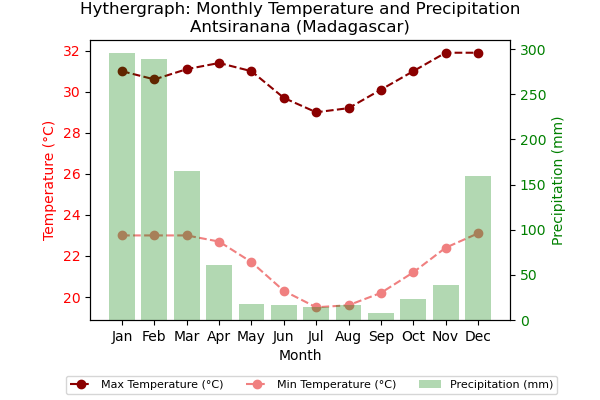 Hythergraph: Monthly Temperature and Precipitation
Antsiranana (Madagascar)
Temperature (°C)
32
30
28
26
24
22
20
300
250
200
150
100
50
0
Precipitation (mm)
Jan Feb Mar Apr May Jun Jul Aug Sep Oct Nov Dec
Month
Max Temperature (°C) Min Temperature (°C) Precipitation (mm)